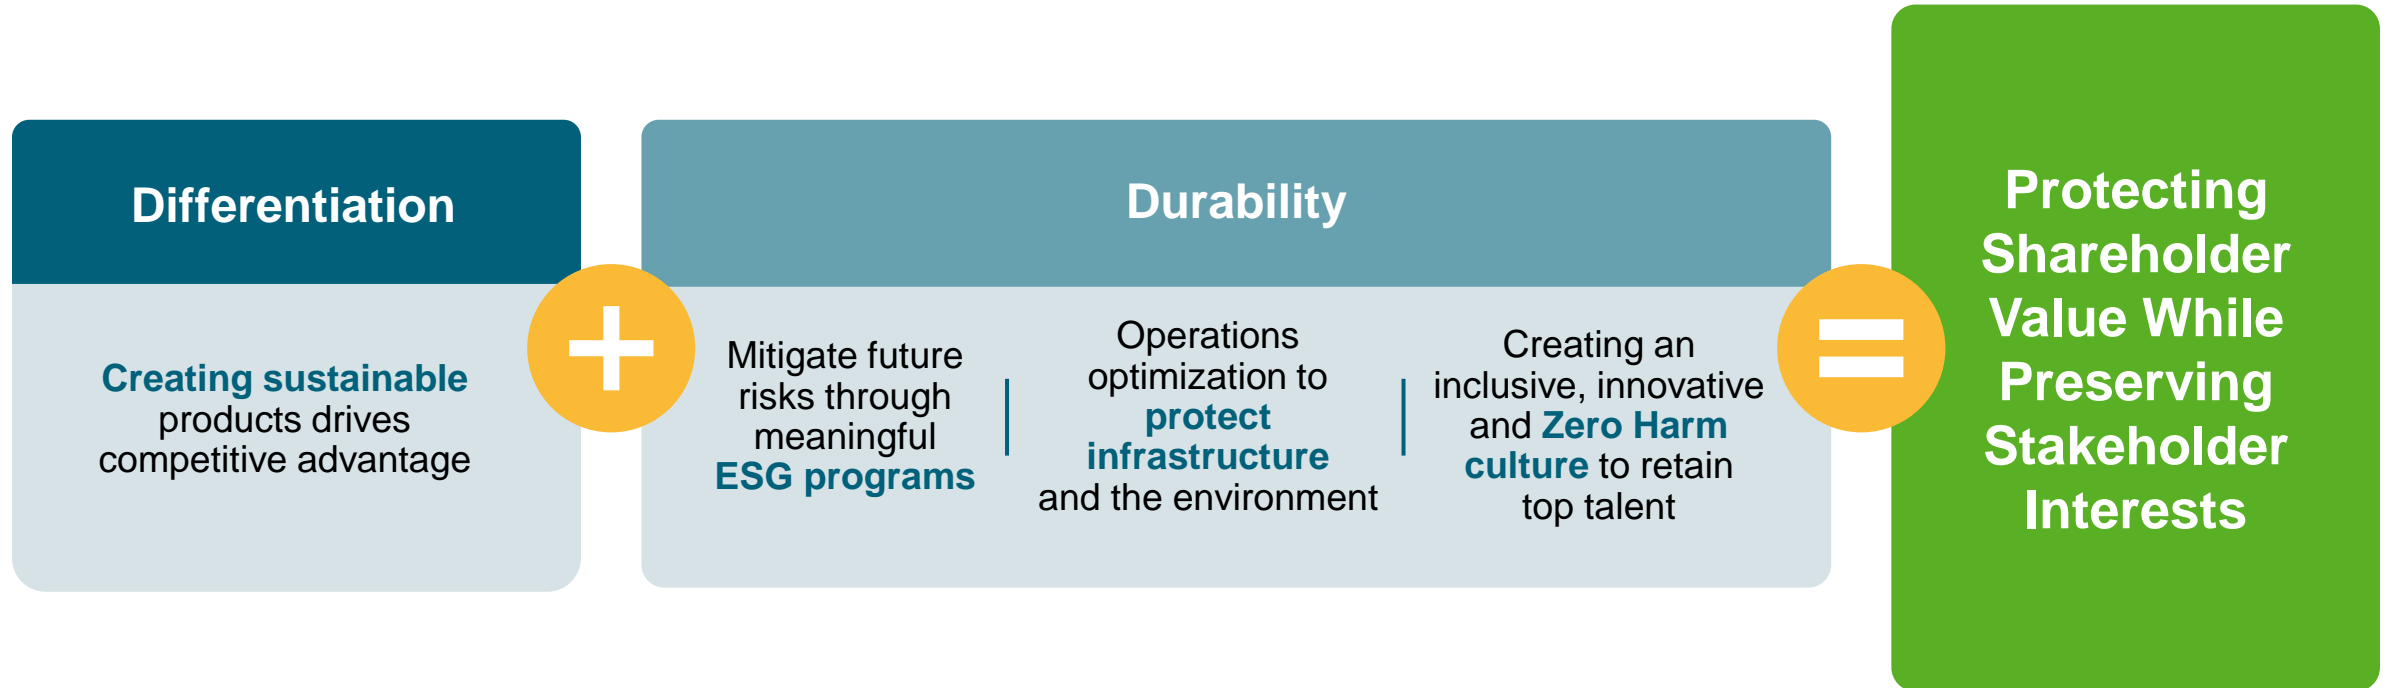 Differentiation
Creating sustainable
products drives
competitive advantage
+
Durability
Mitigate future
risks through
meaningful
ESG programs
Operations
optimization to
protect
infrastructure
and the environment
Creating an
inclusive, innovative
and Zero Harm
culture to retain
top talent
=
Protecting
Shareholder
Value While
Preserving
Stakeholder
Interests